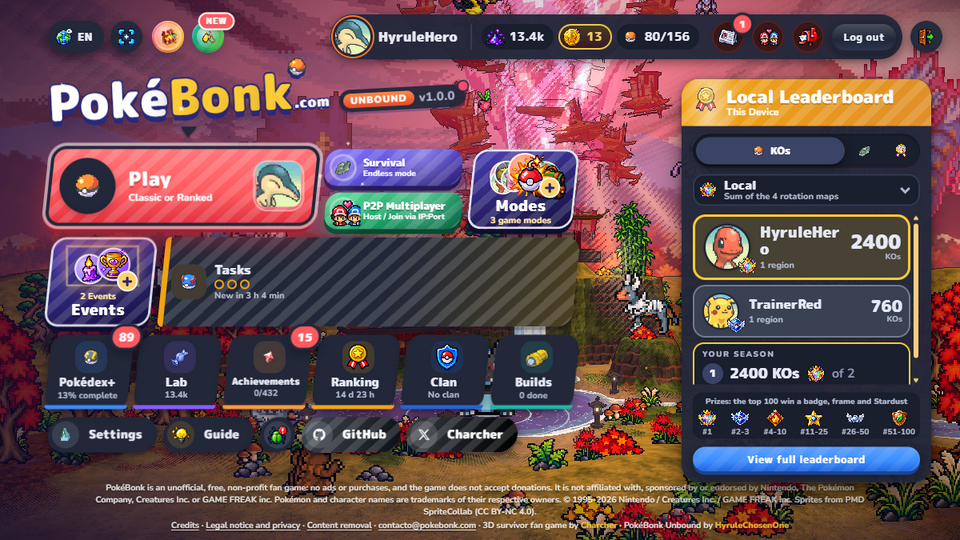 EN
NEW
HyruleHero
13.4k
13
80/156
1
Log out
PokéBonk.com
UNBOUND v1.0.0
Play
Classic or Ranked
Survival
Endless mode
P2P Multiplayer
Host / Join via IP:Port
Modes
3 game modes
2 Events
Events
Tasks
New in 3 h 4 min
89
Pokédex+
13% complete
Lab
13.4k
15
Achievements
0/432
Ranking
14 d 23 h
Clan
No clan
Builds
0 done
Settings
Guide
GitHub
Charcher
Local Leaderboard
This Device
KOs
Local
Sum of the 4 rotation maps
HyruleHer
o
1 region
2400
KOs
TrainerRed
1 region
760
KOs
YOUR SEASON
1 2400 KOs of 2
Prizes: the top 100 win a badge, frame and Stardust
#1 #2-3 #4-10 #11-25 #26-50 #51-100
View full leaderboard
PokéBonk is an unofficial, free, non-profit fan game: no ads or purchases, and the game does not accept donations. It is not affiliated with, sponsored by or endorsed by Nintendo, The Pokémon
Company, Creatures Inc. or GAME FREAK inc. Pokémon and character names are trademarks of their respective owners. © 1995-2026 Nintendo / Creatures Inc. / GAME FREAK Inc. Sprites from PMD
SpriteCollab (CC BY-NC 4.0).
Credits · Legal notice and privacy · Content removal · contacto@pokebonk.com · 3D survivor fan game by Charcher · PokéBonk Unbound by HyruleChosenOne